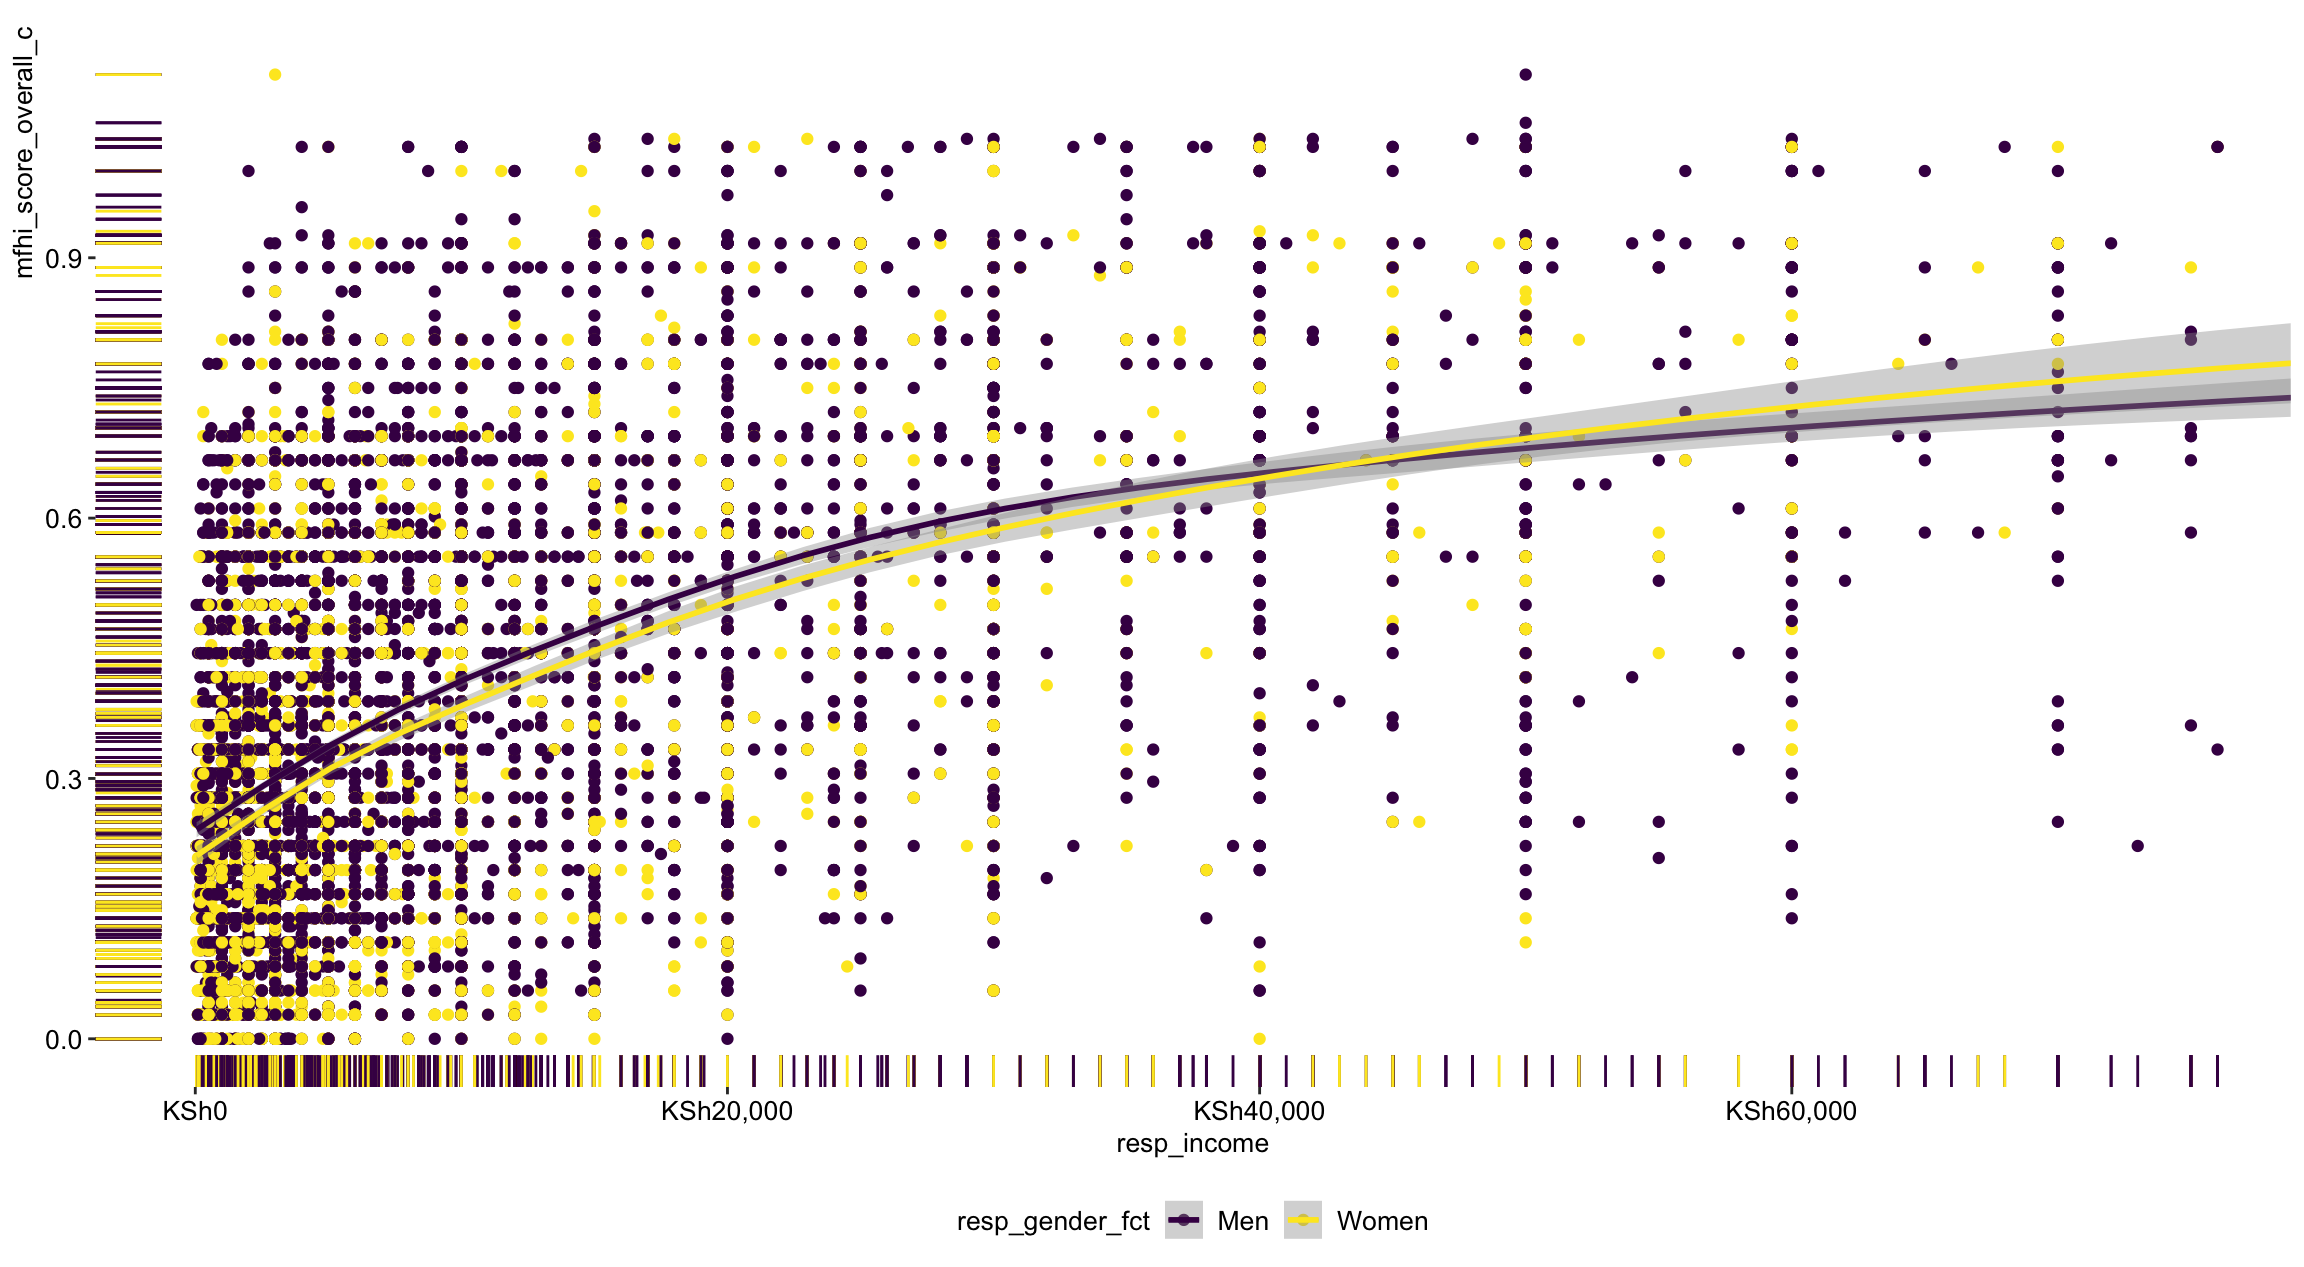 mfhi_score_overall_c
0.9
0.6
0.3
0.0
KSh0 KSh20,000 KSh40,000 KSh60,000
resp_income
resp_gender_fct Men Women